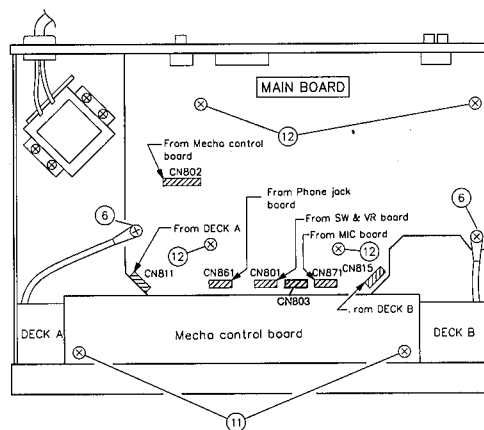 MAIN BOARD
12
From Mecha control
board
CN802
From Phone jack
board
6
From DECK A
From SW & VR board
From MIC board
6
12
12
CN811
CN861
CN801
CN871
CN815
CN803
rom DECK B
DECK A
Mecha control board
DECK B
11